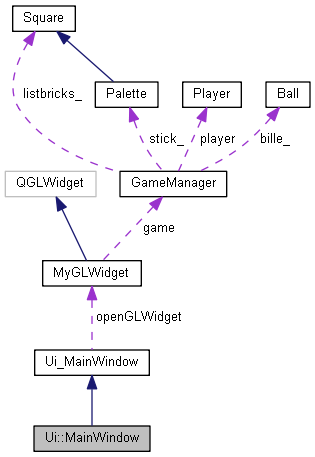 Square
listbricks_
Palette
Player
Ball
stick_
player
bille_
QGLWidget
GameManager
game
MyGLWidget
openGLWidget
Ui_MainWindow
Ui::MainWindow